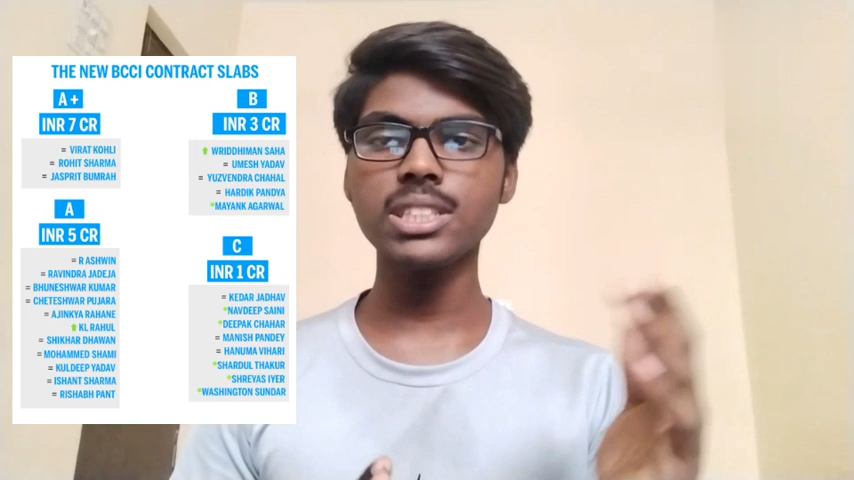 THE NEW BCCI CONTRACT SLABS
A+
INR 7 CR
= VIRAT KOHLI
= ROHIT SHARMA
= JASPRIT BUMRAH
A
INR 5 CR
= R ASHWIN
= RAVINDRA JADEJA
= BHUNESHWAR KUMAR
= CHETESHWAR PUJARA
= AJINKYA RAHANE
KL RAHUL
= SHIKHAR DHAWAN
= MOHAMMED SHAMI
= KULDEEP YADAV
= ISHANT SHARMA
= RISHABH PANT
B
INR 3 CR
WRIDDHIMAN SAHA
= UMESH YADAV
= YUZVENDRA CHAHAL
= HARDIK PANDYA
*MAYANK AGARWAL
C
INR 1 CR
= KEDAR JADHAV
*NAVDEEP SAINI
*DEEPAK CHAHAR
= MANISH PANDEY
= HANUMA VIHARI
*SHARDUL THAKUR
*SHREYAS IYER
*WASHINGTON SUNDAR